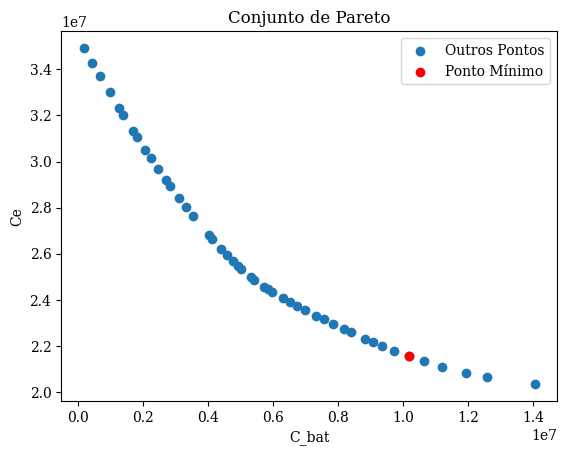 Conjunto de Pareto
1e7
Outros Pontos
Ponto Mínimo
3.4
3.2
3.0
2.8
2.6
2.4
2.2
2.0
Ce
0.0 0.2 0.4 0.6 0.8 1.0 1.2 1.4
1e7
C_bat